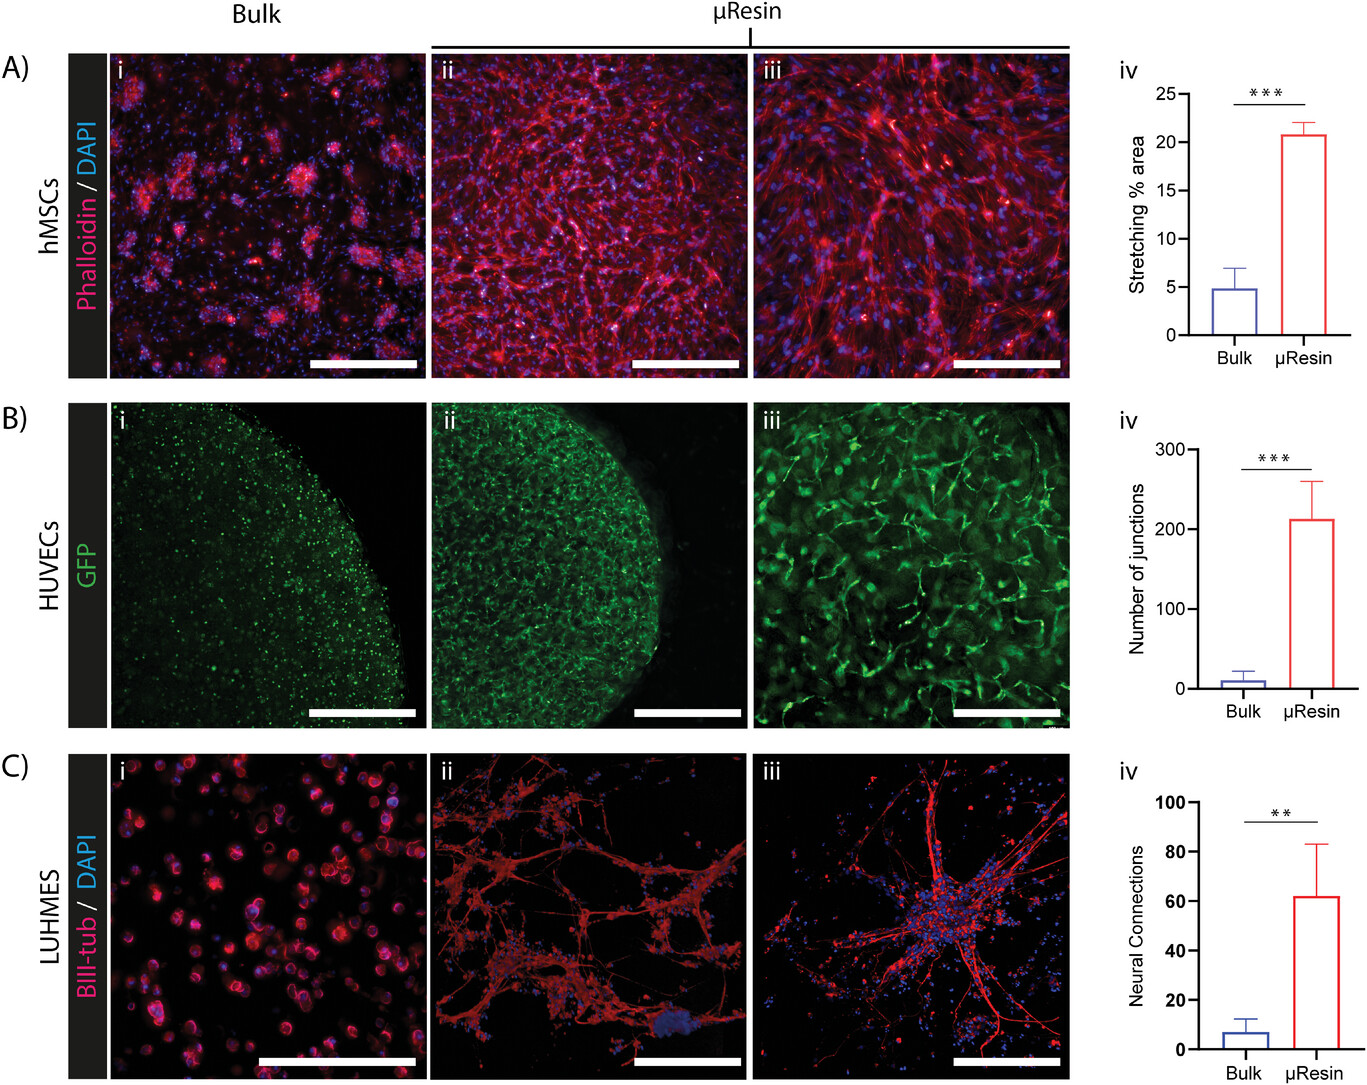 Bulk
µResin
A)
hMSCs
Phalloidin / DAPI
i
ii
iii
iv
Stretching % area
25
20
15
10
5
0
***
Bulk
µResin
B)
HUVECs
GFP
i
ii
iii
iv
Number of junctions
300
200
100
0
***
Bulk
µResin
C)
LUHMES
BIII-tub / DAPI
i
ii
iii
iv
Neural Connections
100
80
60
40
20
0
**
Bulk
µResin